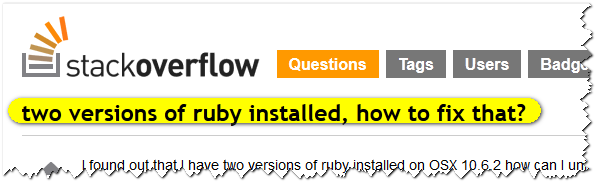 stackoverflow
Questions Tags Users
two versions of ruby installed, how to fix that?
I found out that I have two versions of ruby installed on OSX 10.6.2 how can I